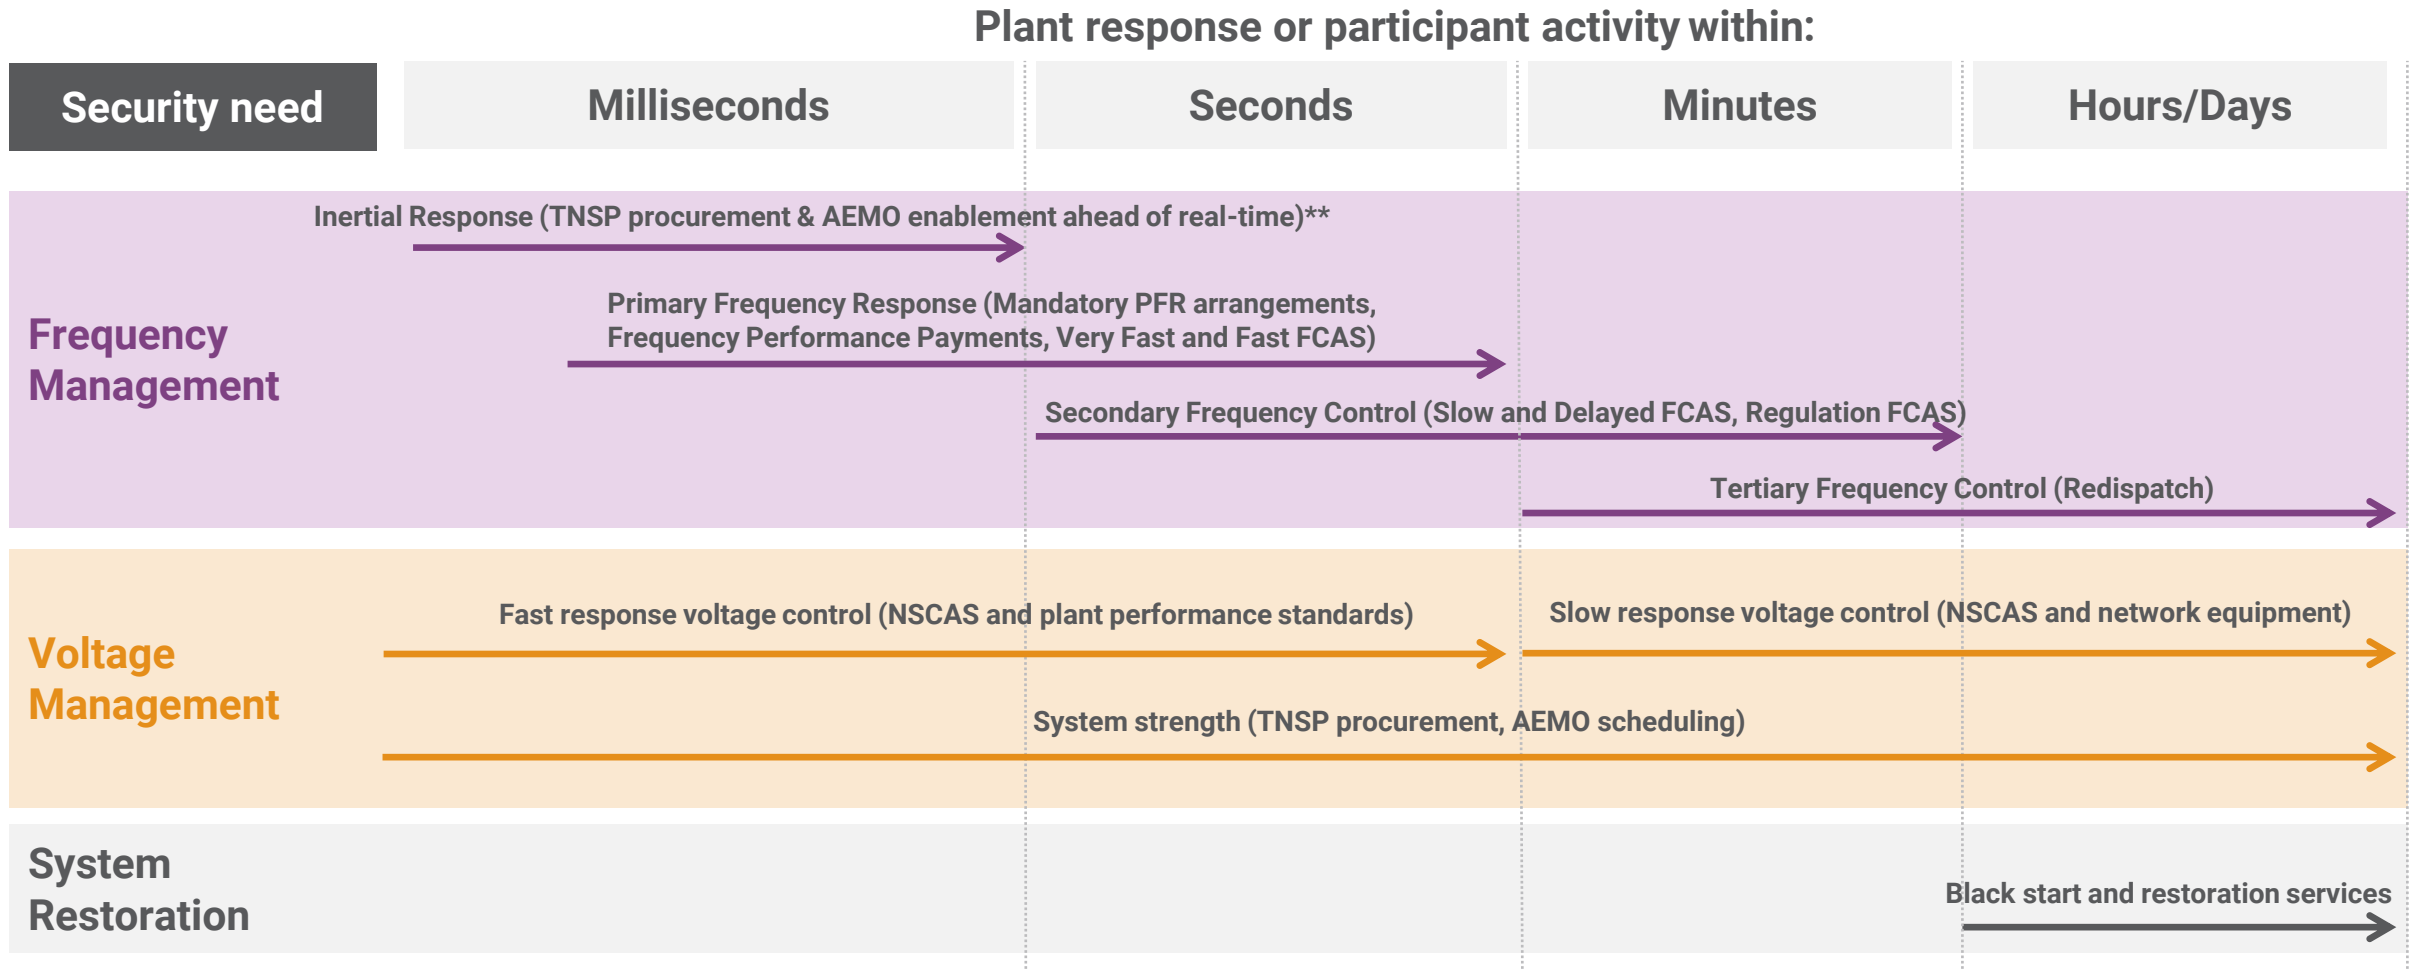 Plant response or participant activity within:
Security need
Milliseconds
Seconds
Minutes
Hours/Days
Frequency
Management
Inertial Response (TNSP procurement & AEMO enablement ahead of real-time)**
Primary Frequency Response (Mandatory PFR arrangements,
Frequency Performance Payments, Very Fast and Fast FCAS)
Secondary Frequency Control (Slow and Delayed FCAS, Regulation FCAS)
Tertiary Frequency Control (Redispatch)
Voltage
Management
Fast response voltage control (NSCAS and plant performance standards)
Slow response voltage control (NSCAS and network equipment)
System strength (TNSP procurement, AEMO scheduling)
System
Restoration
Black start and restoration services